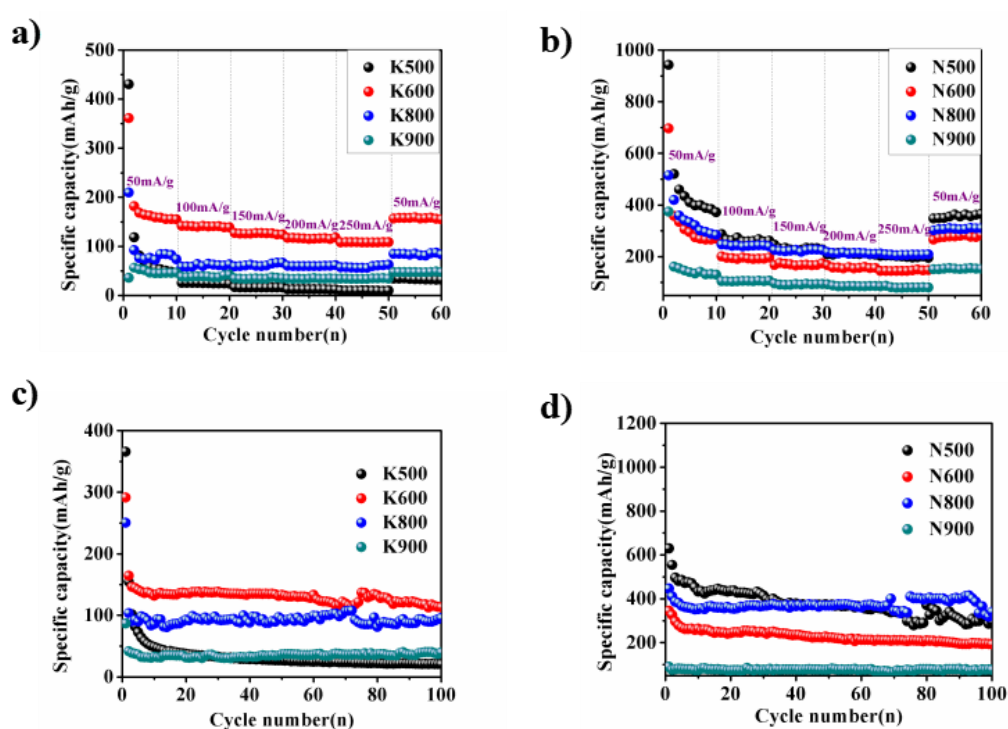 a)
500
400
300
200
100
0
Specific capacity(mAh/g)
0 10 20 30 40 50 60
Cycle number(n)
K500
K600
K800
K900
50mA/g
100mA/g
150mA/g
200mA/g
250mA/g
50mA/g
b)
1000
800
600
400
200
Specific capacity(mAh/g)
0 10 20 30 40 50 60
Cycle number(n)
N500
N600
N800
N900
50mA/g
100mA/g
150mA/g
200mA/g
250mA/g
50mA/g
c)
400
300
200
100
0
Specific capacity(mAh/g)
0 20 40 60 80 100
Cycle number(n)
K500
K600
K800
K900
d)
1200
1000
800
600
400
200
Specific capacity(mAh/g)
0 20 40 60 80 100
Cycle number(n)
N500
N600
N800
N900